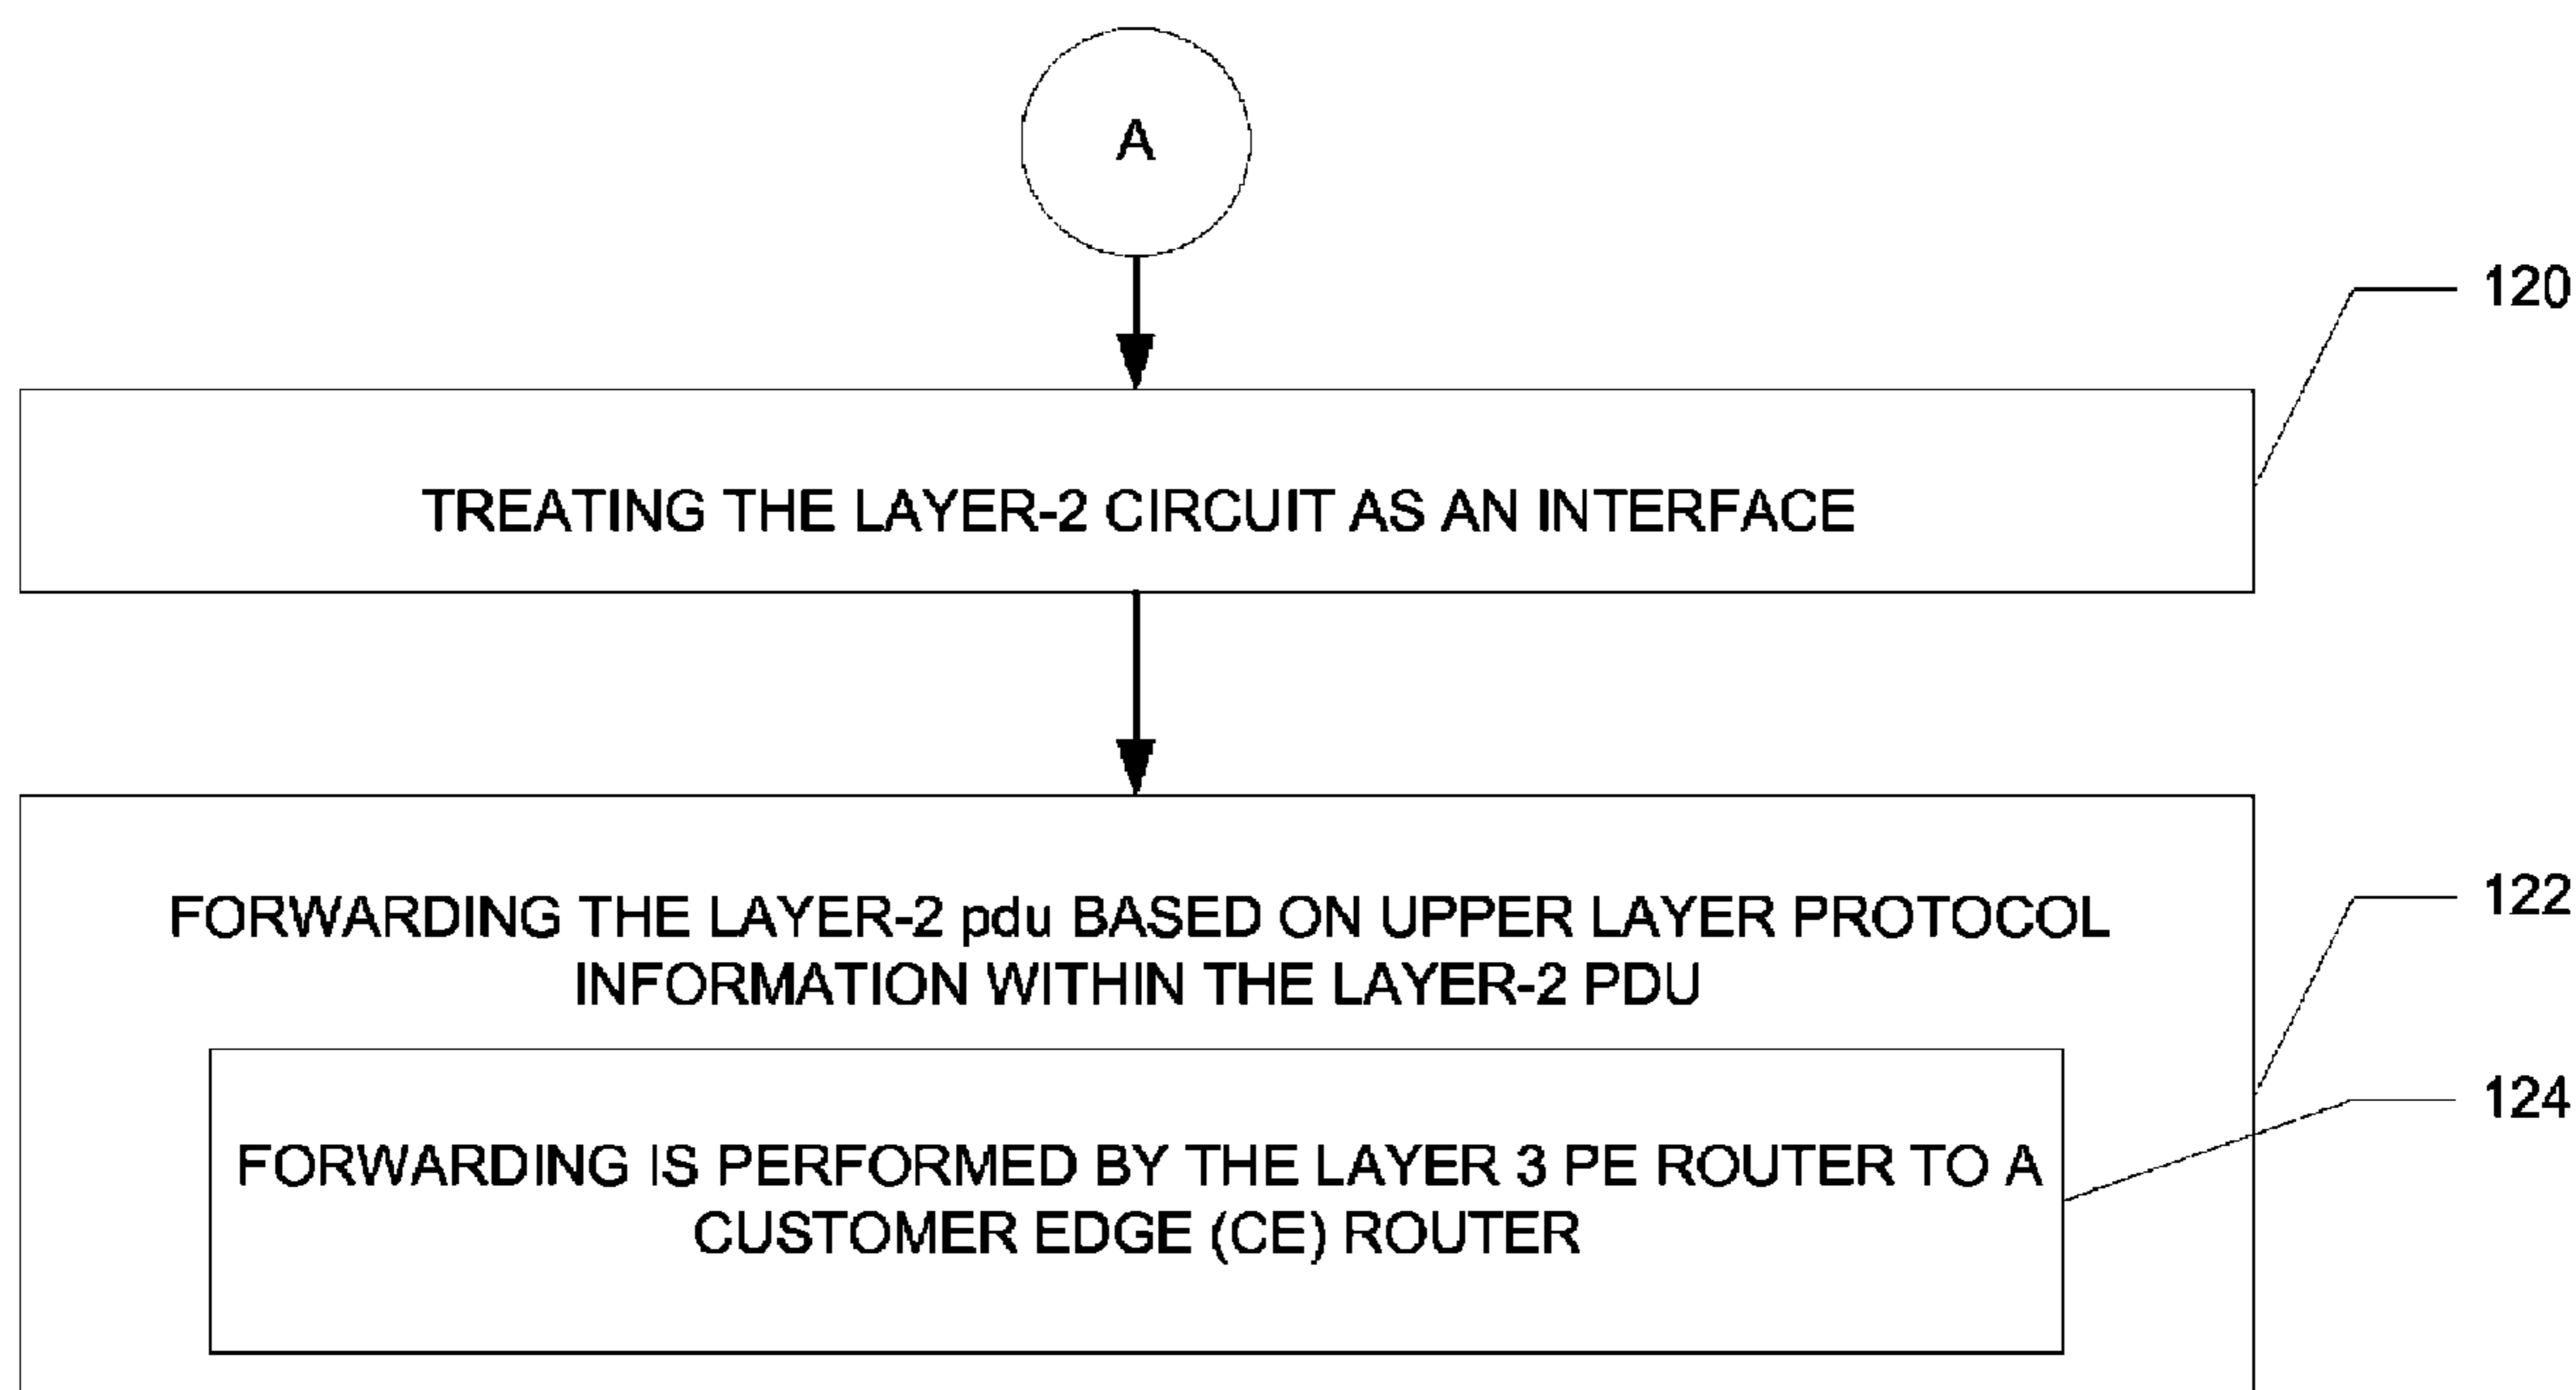 A
120
TREATING THE LAYER-2 CIRCUIT AS AN INTERFACE
122
FORWARDING THE LAYER-2 pdu BASED ON UPPER LAYER PROTOCOL
INFORMATION WITHIN THE LAYER-2 PDU
124
FORWARDING IS PERFORMED BY THE LAYER 3 PE ROUTER TO A
CUSTOMER EDGE (CE) ROUTER